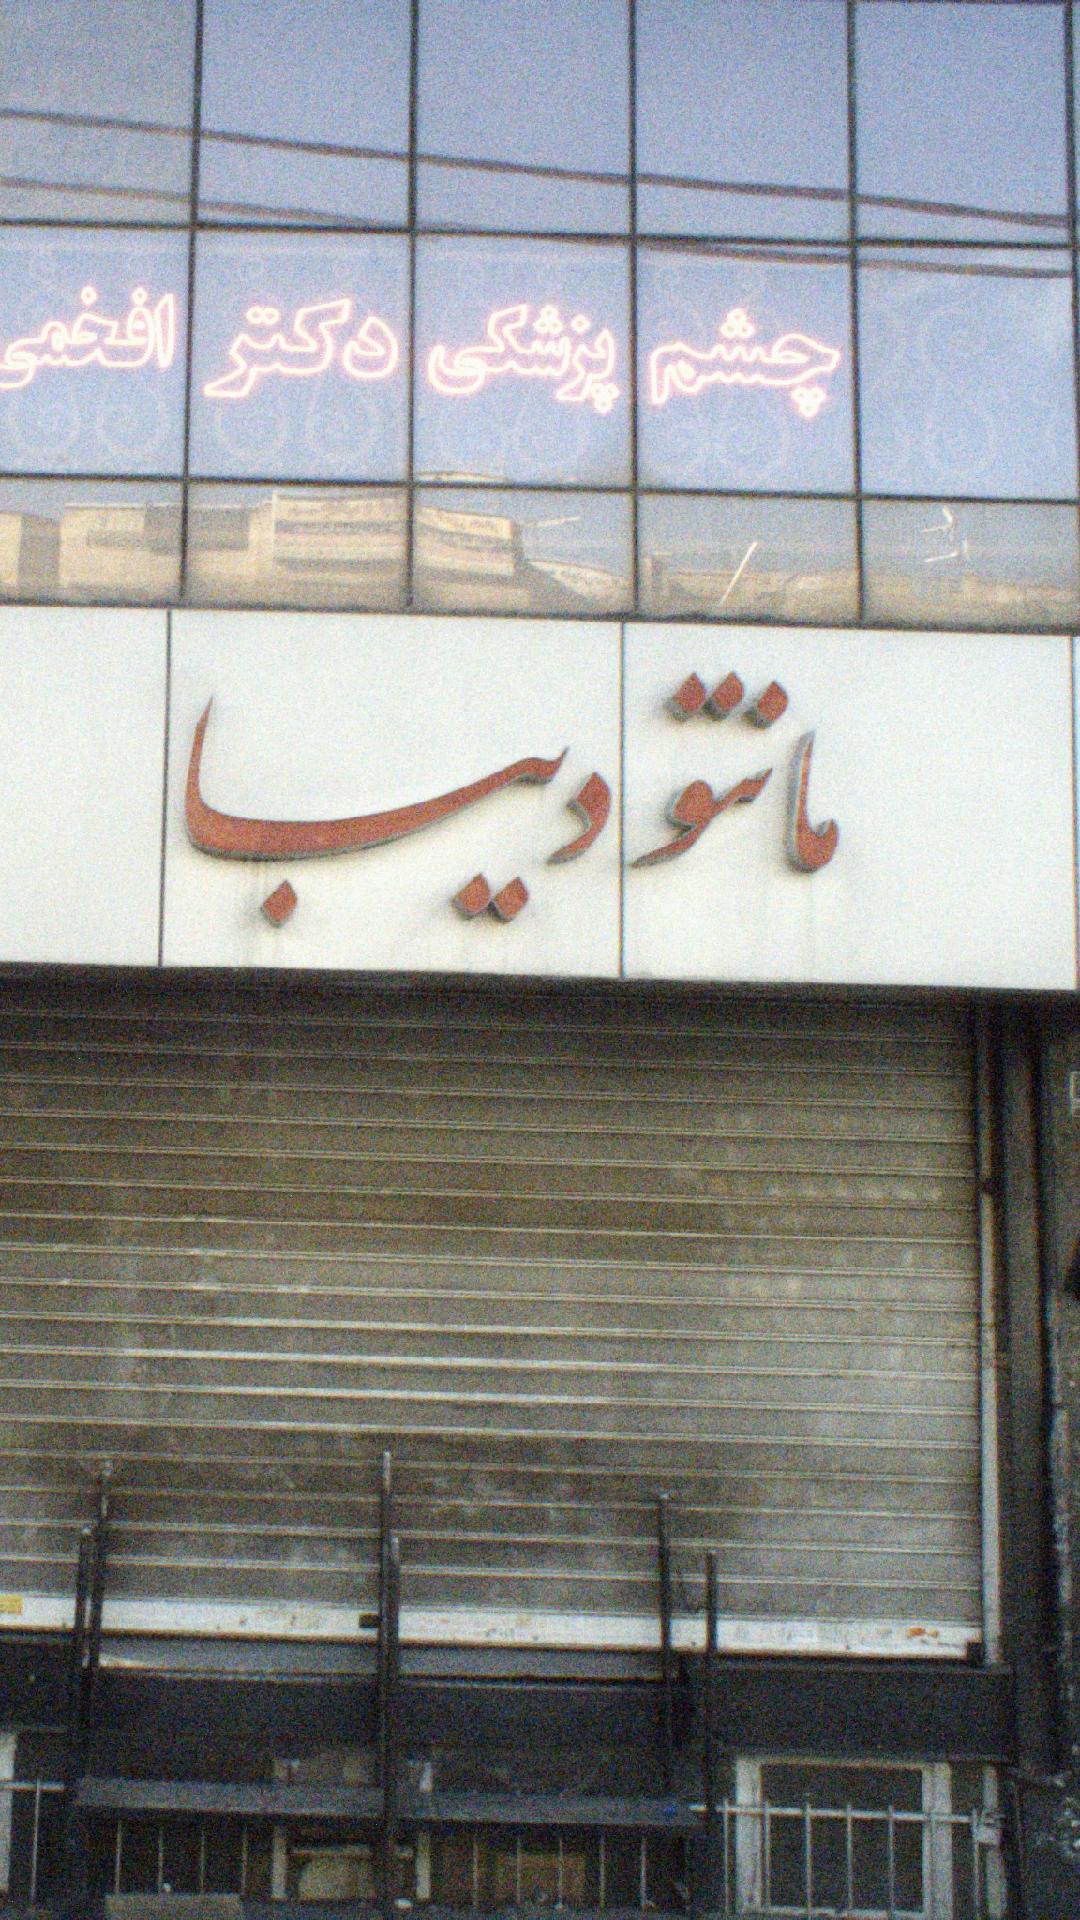 چشم پزشکی دکتر افخمی
مانتو دیبا